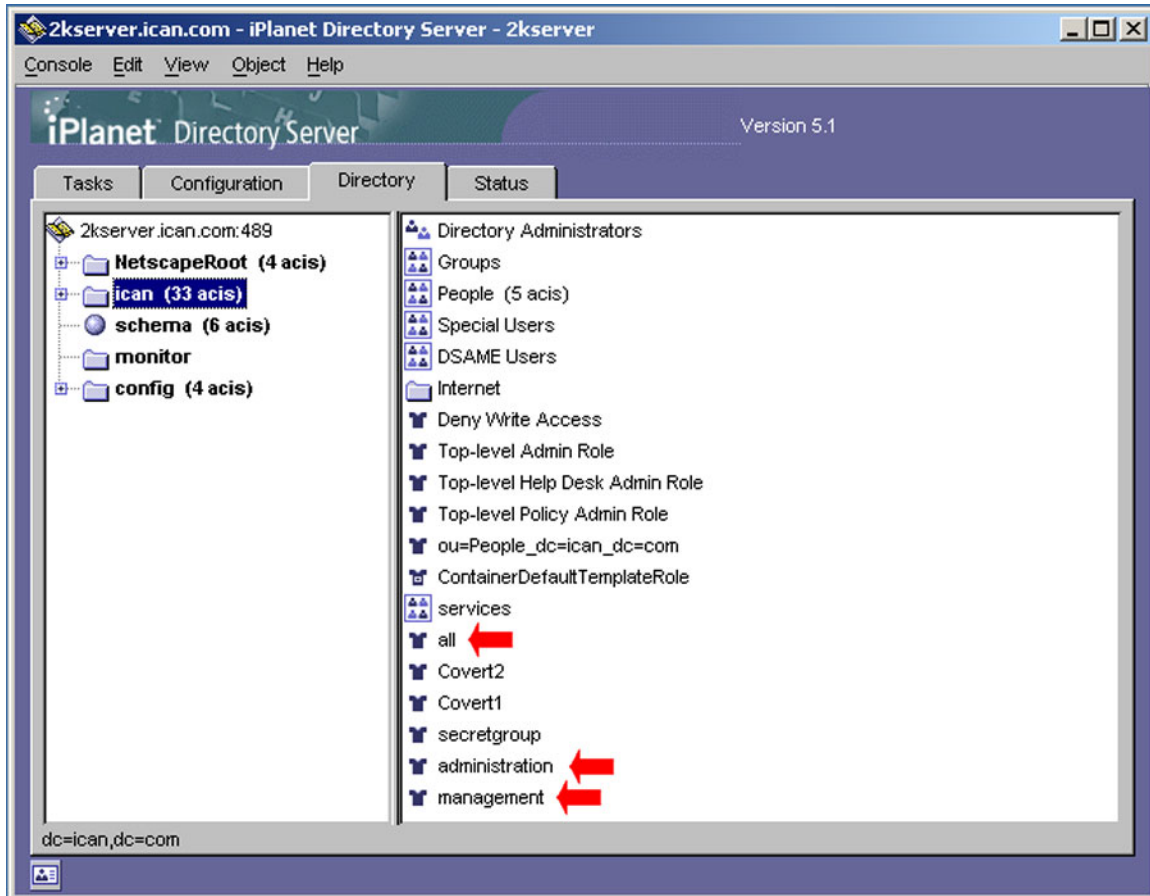 2kserver.ican.com - iPlanet Directory Server - 2kserver
Console Edit View Object Help
iPlanet Directory Server
Version 5.1
Tasks Configuration Directory Status
2kserver.ican.com:489
NetscapeRoot (4 acis)
ican (33 acis)
schema (6 acis)
monitor
config (4 acis)
Directory Administrators
Groups
People (5 acis)
Special Users
DSAME Users
Internet
Deny Write Access
Top-level Admin Role
Top-level Help Desk Admin Role
Top-level Policy Admin Role
ou=People_dc=ican_dc=com
ContainerDefaultTemplateRole
services
all
Covert2
Covert1
secretgroup
administration
management
dc=ican,dc=com